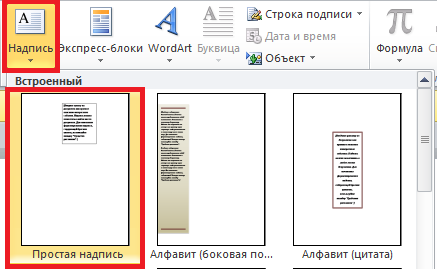 Строка подписи
Дата и время
Объект
Надпись Экспресс-блоки WordArt Буквица Формула Символ
Встроенный
Простая надпись Алфавит (боковая по... Алфавит (цитата)